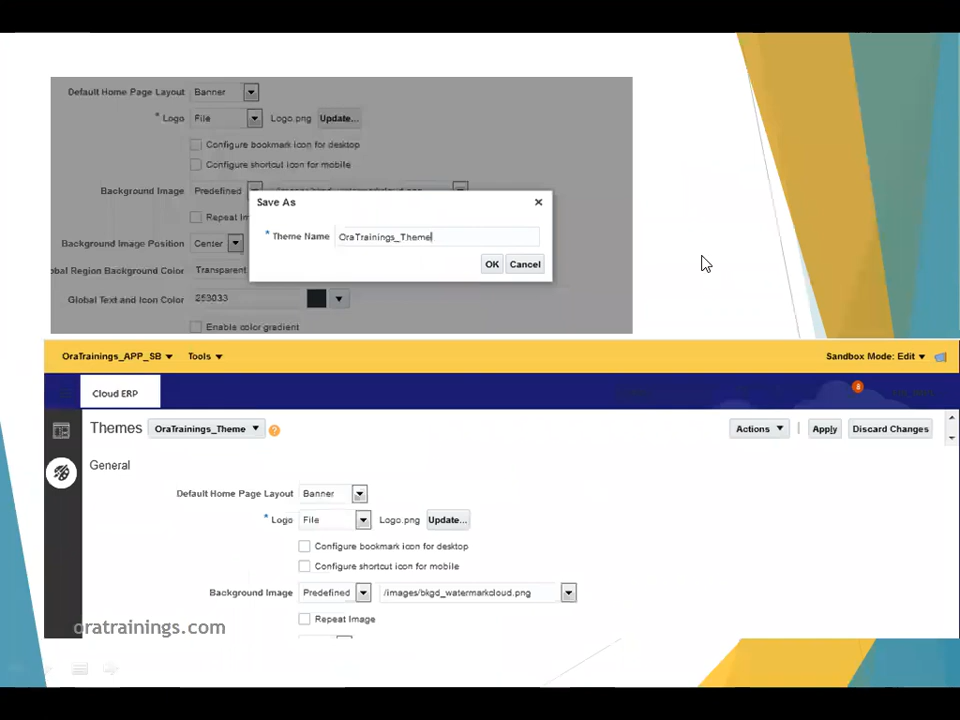 Default Home Page Layout Banner
* Logo File Logo.png Update...
Configure bookmark icon for desktop
Configure shortcut icon for mobile
Background Image Predefined
Save As
Repeat
* Theme Name OraTrainings_Theme
Background Image Position Center
OK Cancel
bal Region Background Color Transparent
Global Text and Icon Color 253033
Enable color gradient
OraTrainings_APP_SB Tools Sandbox Mode: Edit
Cloud ERP 8
Themes OraTrainings_Theme ? Actions Apply Discard Changes
General
Default Home Page Layout Banner
* Logo File Logo.png Update...
Configure bookmark icon for desktop
Configure shortcut icon for mobile
Background Image Predefined /images/bkgd_watermarkcloud.png
Repeat Image
oratrainings.com